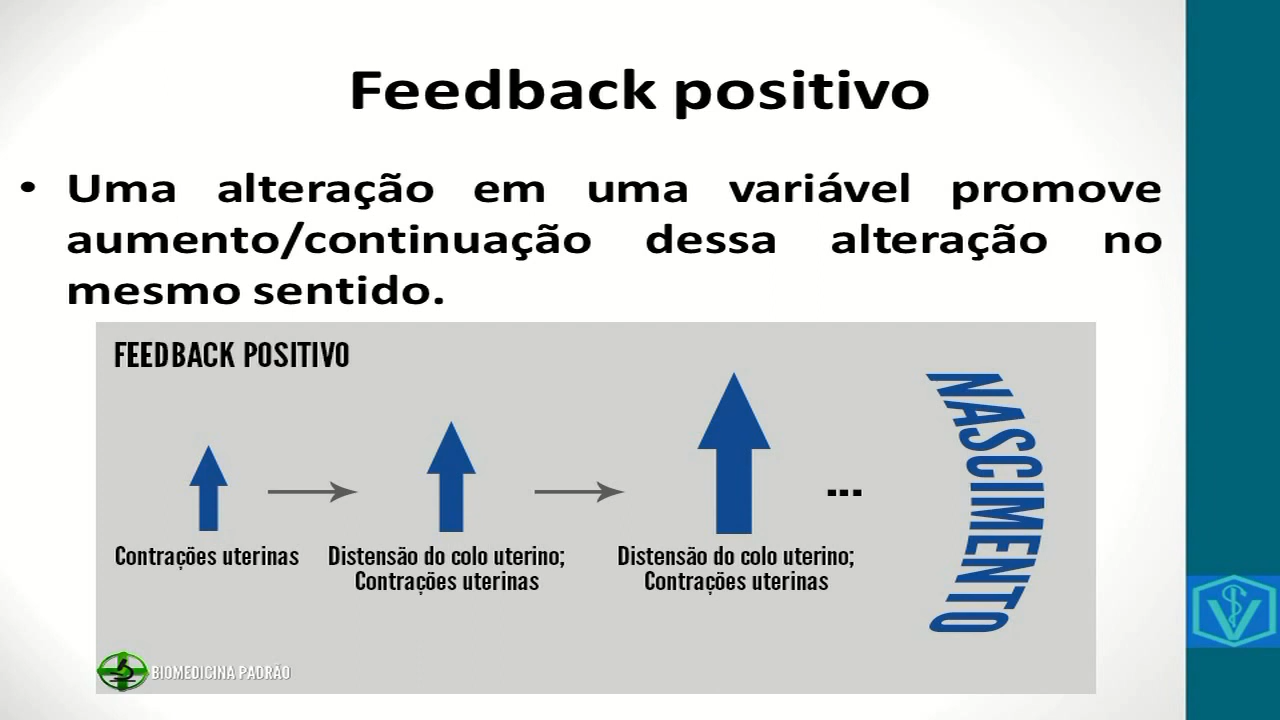 Feedback positivo
• Uma alteração em uma variável promove
aumento/continuação dessa alteração no
mesmo sentido.
FEEDBACK POSITIVO
...
NASCIMENTO
Contrações uterinas
Distensão do colo uterino;
Contrações uterinas
Distensão do colo uterino;
Contrações uterinas
BIOMEDICINA PADRÃO